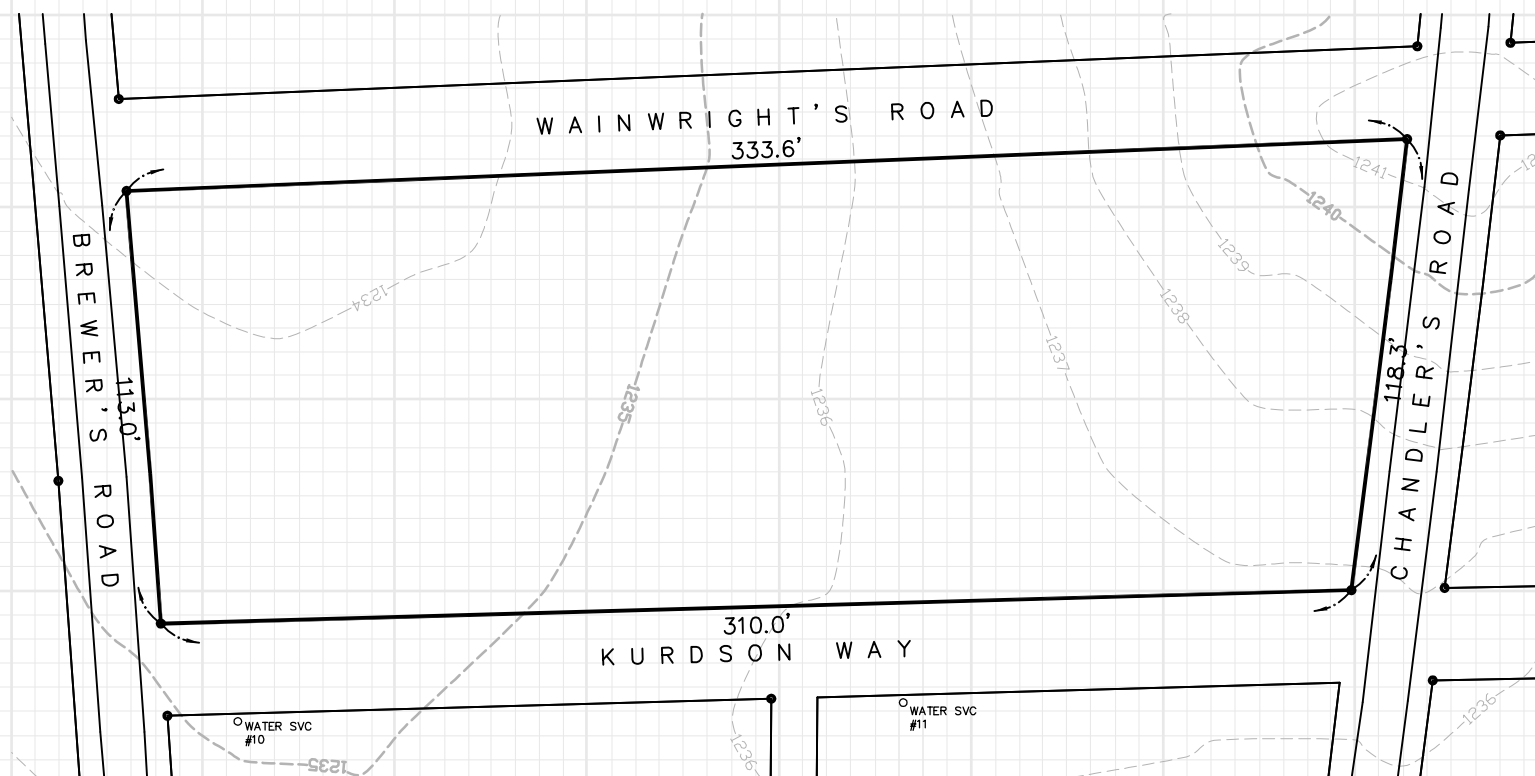 WAINWRIGHT'S ROAD
333.6'
1241
1240
BREWER'S ROAD
CHANDLER'S ROAD
1239
1234
1238
1237
118.3'
113.0'
1235
1236
310.0'
KURDSON WAY
WATER SVC
#10
WATER SVC
#11
1236
1236
1235